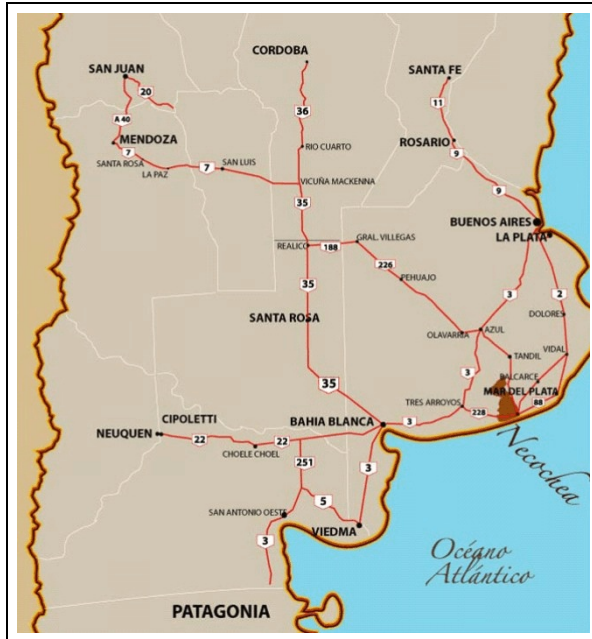 CORDOBA
SAN JUAN
SANTA FE
20
11
36
A 40
MENDOZA
RIO CUARTO
ROSARIO
9
7
SANTA ROSA
SAN LUIS
7
LA PAZ
VICUÑA MACKENNA
9
35
BUENOS AIRES
LA PLATA
REALICO
188
GRAL. VILLEGAS
226
PEHUAJO
35
3
2
SANTA ROSA
DOLORES
OLAVARRIA
AZUL
VIDAL
TANDIL
3
BALCARCE
35
MAR DEL PLATA
TRES ARROYOS
228
88
CIPOLETTI
BAHIA BLANCA
3
NEUQUEN
22
22
CHOELE CHOEL
Necochea
251
3
5
SAN ANTONIO OESTE
VIEDMA
3
Océano
Atlántico
PATAGONIA